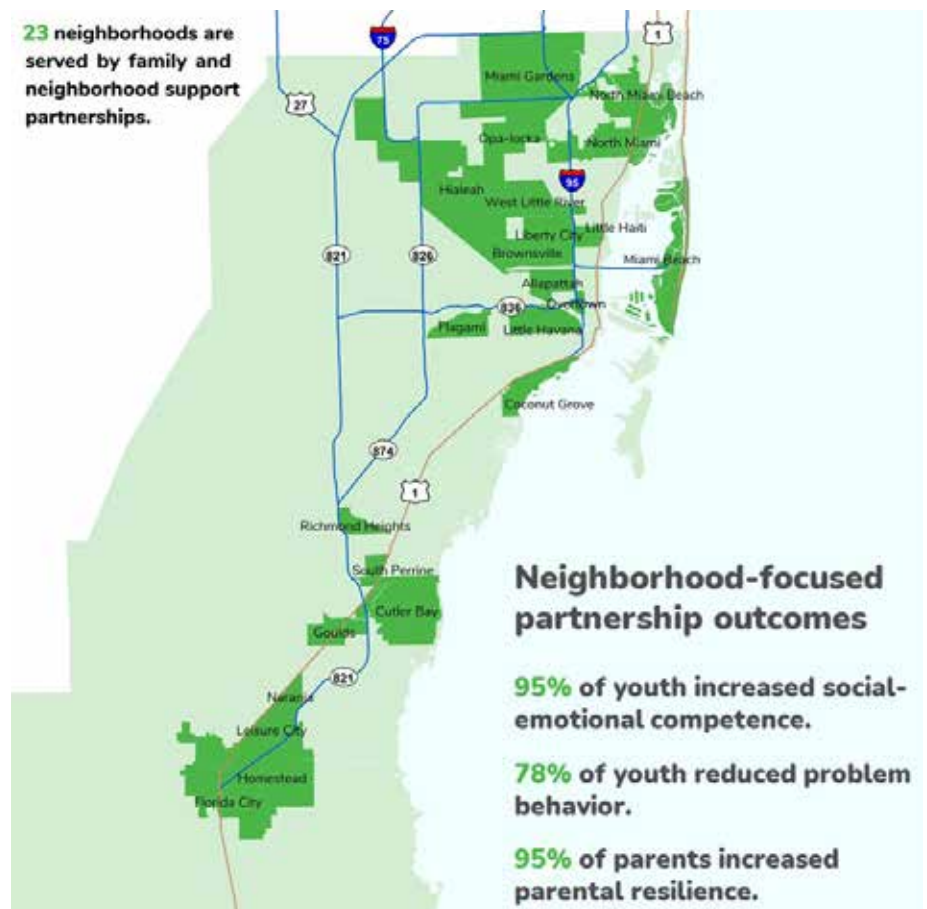 23 neighborhoods are
served by family and
neighborhood support
partnerships.
75
1
27
Miami Gardens
North Miami Beach
Opa-locka
North Miami
95
Hialeah
West Little River
Liberty City
Little Haiti
821
826
Brownsville
Miami Beach
Allapattah
836
Overtown
Flagami
Little Havana
Coconut Grove
874
1
Richmond Heights
South Perrine
Cutler Bay
Goulds
821
Naranja
Leisure City
Homestead
Florida City
Neighborhood-focused
partnership outcomes
95% of youth increased social-
emotional competence.
78% of youth reduced problem
behavior.
95% of parents increased
parental resilience.